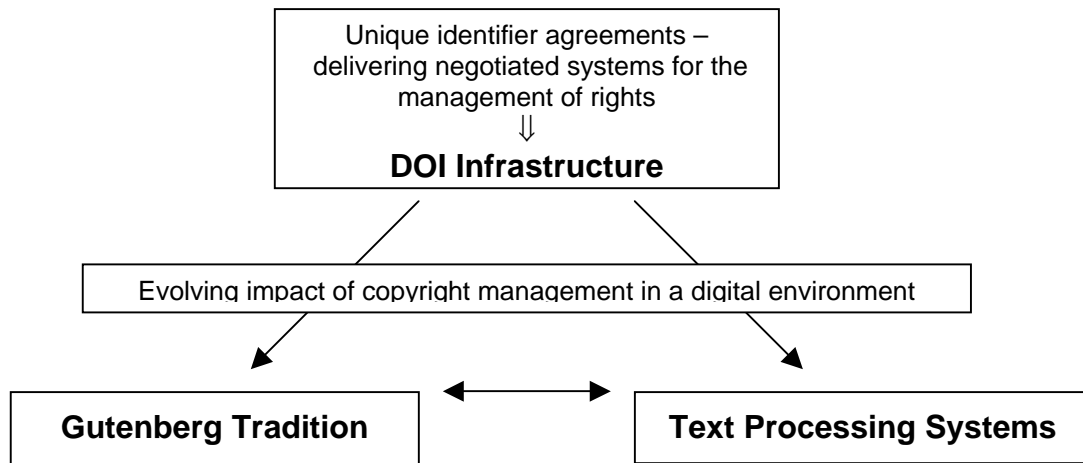 Unique identifier agreements –
delivering negotiated systems for the
management of rights
⇓
DOI Infrastructure
Evolving impact of copyright management in a digital environment
Gutenberg Tradition
Text Processing Systems